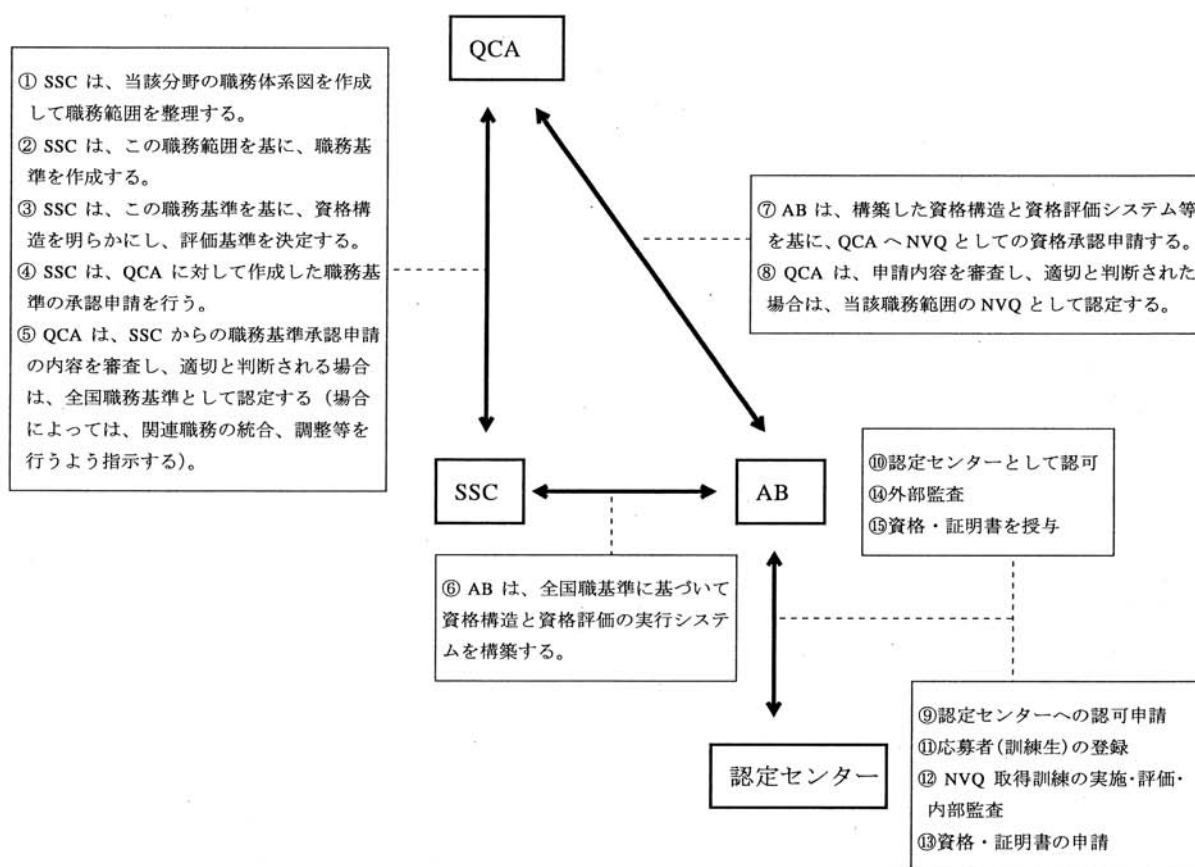 QCA
① SSC は、当該分野の職務体系図を作成
して職務範囲を整理する。
② SSC は、この職務範囲を基に、職務基
準を作成する。
③ SSC は、この職務基準を基に、資格構
造を明らかにし、評価基準を決定する。
④ SSC は、QCA に対して作成した職務基
準の承認申請を行う。
⑤ QCA は、SSC からの職務基準承認申請
の内容を審査し、適切と判断される場合
は、全国職務基準として認定する（場合
によっては、関連職務の統合、調整等を
行うよう指示する）。
⑦ AB は、構築した資格構造と資格評価システム等
を基に、QCA へ NVQ としての資格承認申請する。
⑧ QCA は、申請内容を審査し、適切と判断された
場合は、当該職務範囲の NVQ として認定する。
SSC
AB
⑩認定センターとして認可
⑭外部監査
⑮資格・証明書を授与
⑥ AB は、全国職基準に基づいて
資格構造と資格評価の実行システ
ムを構築する。
認定センター
⑨認定センターへの認可申請
⑪応募者(訓練生)の登録
⑫ NVQ 取得訓練の実施・評価・
内部監査
⑬資格・証明書の申請